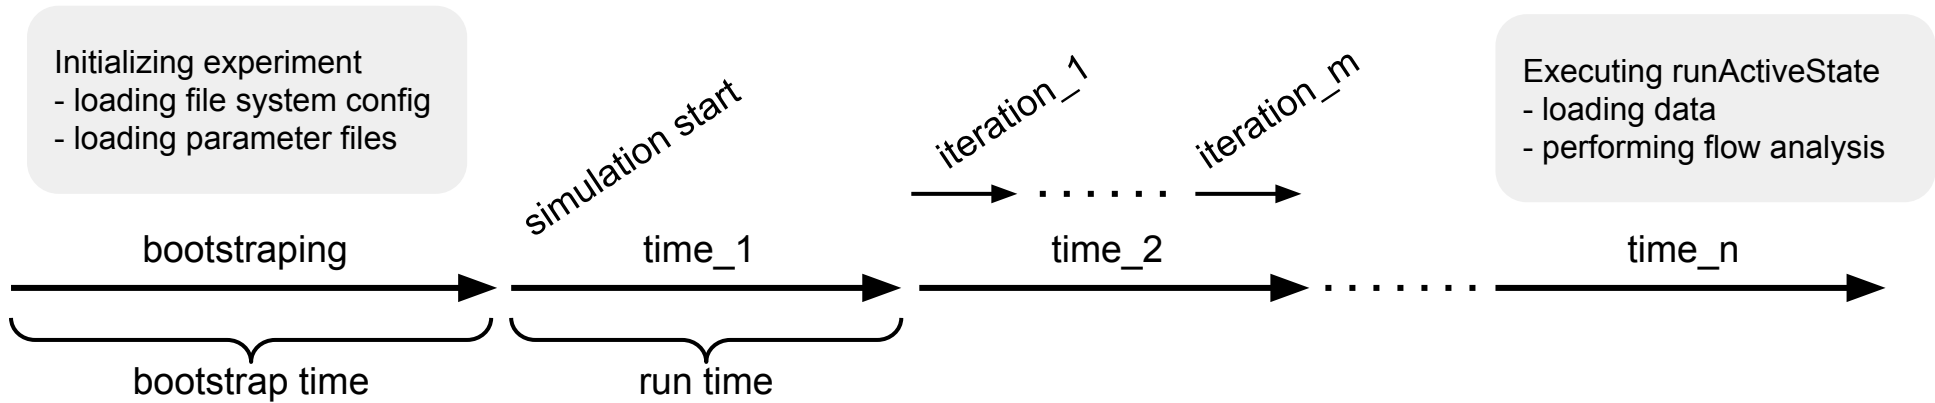 Initializing experiment
- loading file system config
- loading parameter files
simulation start
iteration_1
iteration_m
Executing runActiveState
- loading data
- performing flow analysis
bootstraping
time_1
time_2
time_n
bootstrap time
run time